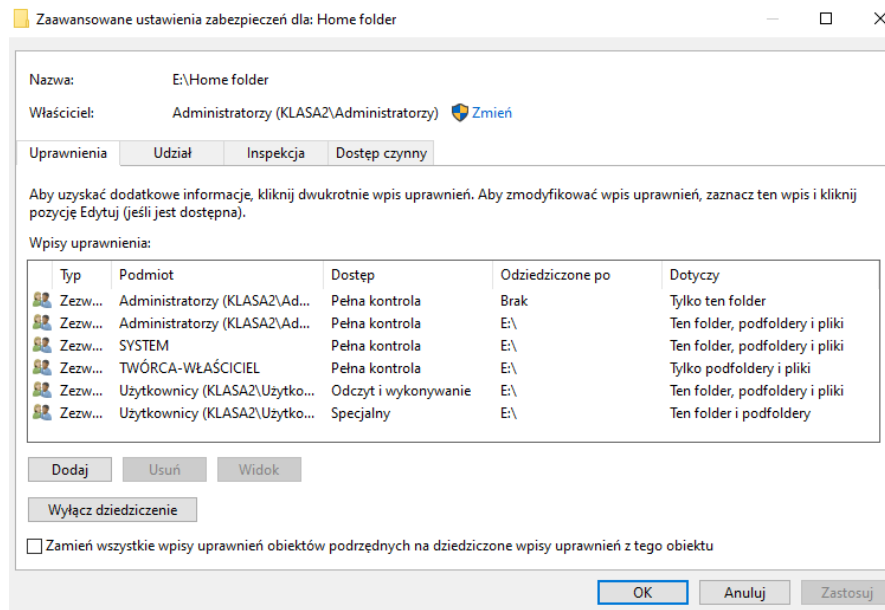 Zaawansowane ustawienia zabezpieczeń dla: Home folder
Nazwa: E:\Home folder
Właściciel: Administratorzy (KLASA2\Administratorzy) Zmień
Uprawnienia Udział Inspekcja Dostęp czynny
Aby uzyskać dodatkowe informacje, kliknij dwukrotnie wpis uprawnień. Aby zmodyfikować wpis uprawnień, zaznacz ten wpis i kliknij
pozycję Edytuj (jeśli jest dostępna).
Wpisy uprawnienia:
Typ Podmiot Dostęp Odziedziczone po Dotyczy
Zezw... Administratorzy (KLASA2\Ad... Pełna kontrola Brak Tylko ten folder
Zezw... Administratorzy (KLASA2\Ad... Pełna kontrola E:\ Ten folder, podfoldery i pliki
Zezw... SYSTEM Pełna kontrola E:\ Ten folder, podfoldery i pliki
Zezw... TWÓRCA-WŁAŚCICIEL Pełna kontrola E:\ Tylko podfoldery i pliki
Zezw... Użytkownicy (KLASA2\Użytko... Odczyt i wykonywanie E:\ Ten folder, podfoldery i pliki
Zezw... Użytkownicy (KLASA2\Użytko... Specjalny E:\ Ten folder i podfoldery
Dodaj Usuń Widok
Wyłącz dziedziczenie
Zamień wszystkie wpisy uprawnień obiektów podrzędnych na dziedziczone wpisy uprawnień z tego obiektu
OK Anuluj Zastosuj